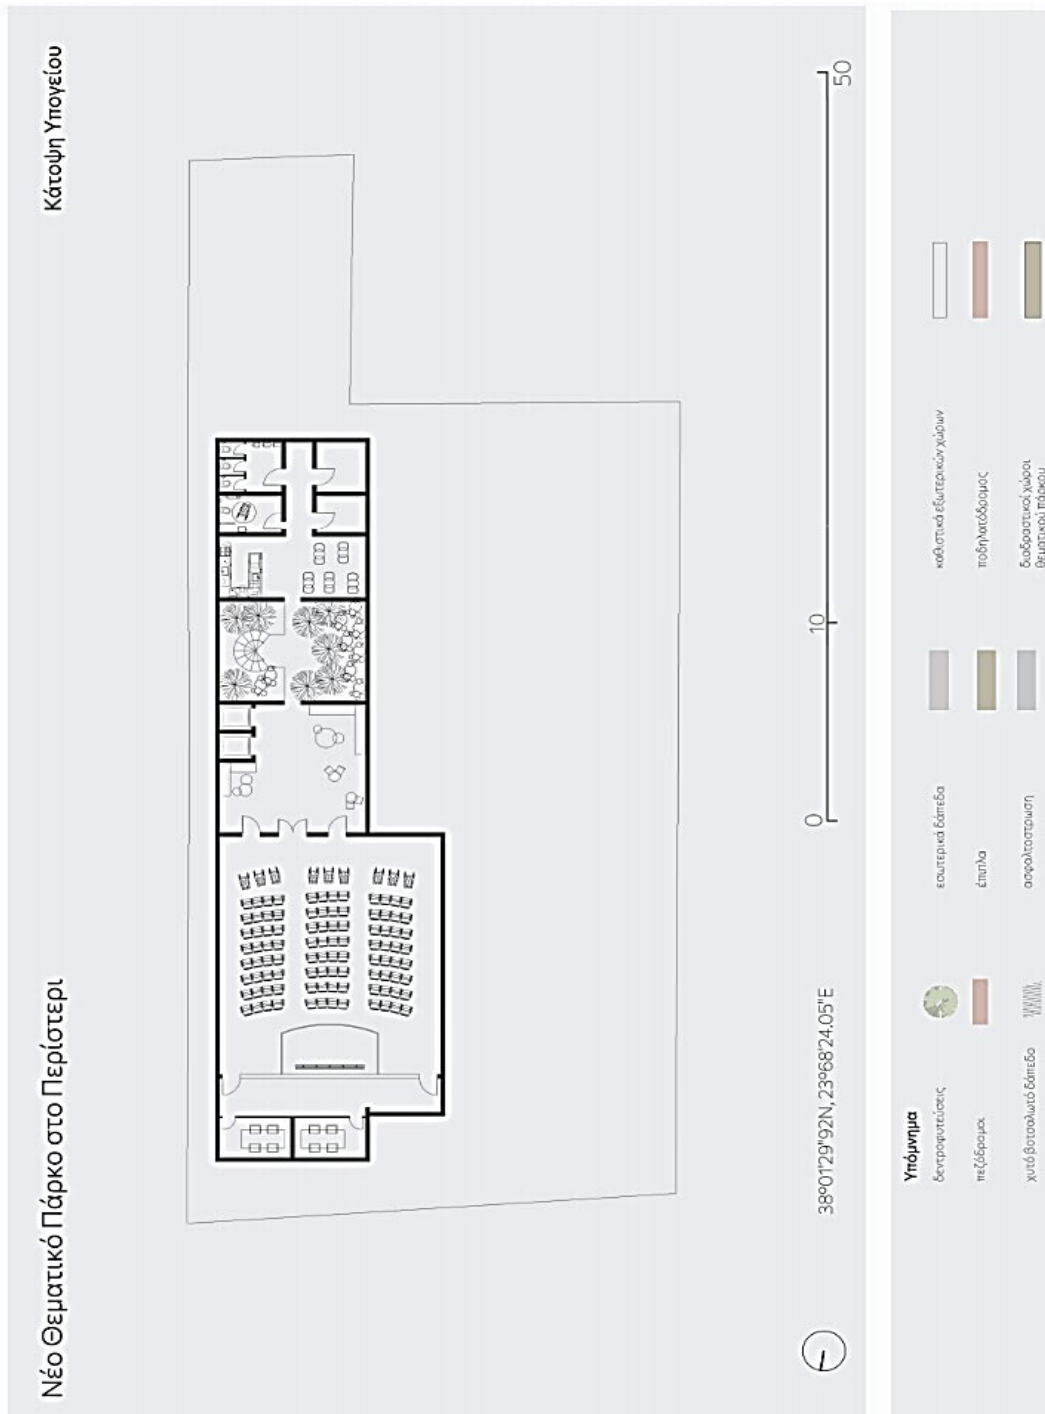 Νέο Θεματικό Πάρκο στο Περίστερι
Κάτοψη Υπογείου
38°01'29"92N, 23°68'24.05"E
0
10
50
Υπόμνημα
δεντροφυτεύσεις
εσωτερικά δάπεδα
καθιστικά εξωτερικών χώρων
πεζόδρομοι
έπιπλα
ποδηλατόδρομος
χυτό βοτσαλωτό δάπεδο
ασφαλτοστρωση
διαδραστικοί χώροι
θεματικού πάρκου